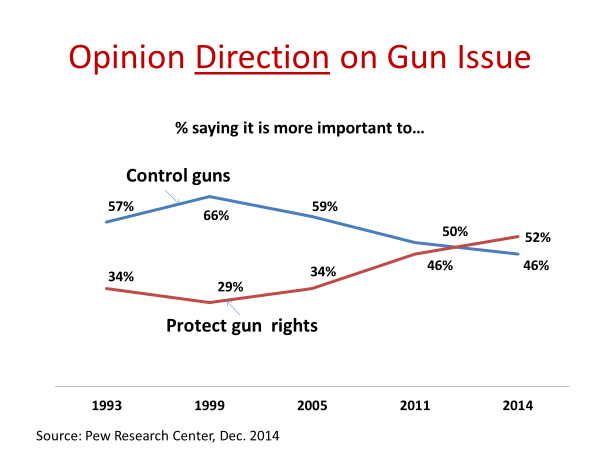 Opinion Direction on Gun Issue
% saying it is more important to…
Control guns
57%
66%
59%
50%
52%
34%
29%
34%
46%
46%
Protect gun rights
1993 1999 2005 2011 2014
Source: Pew Research Center, Dec. 2014